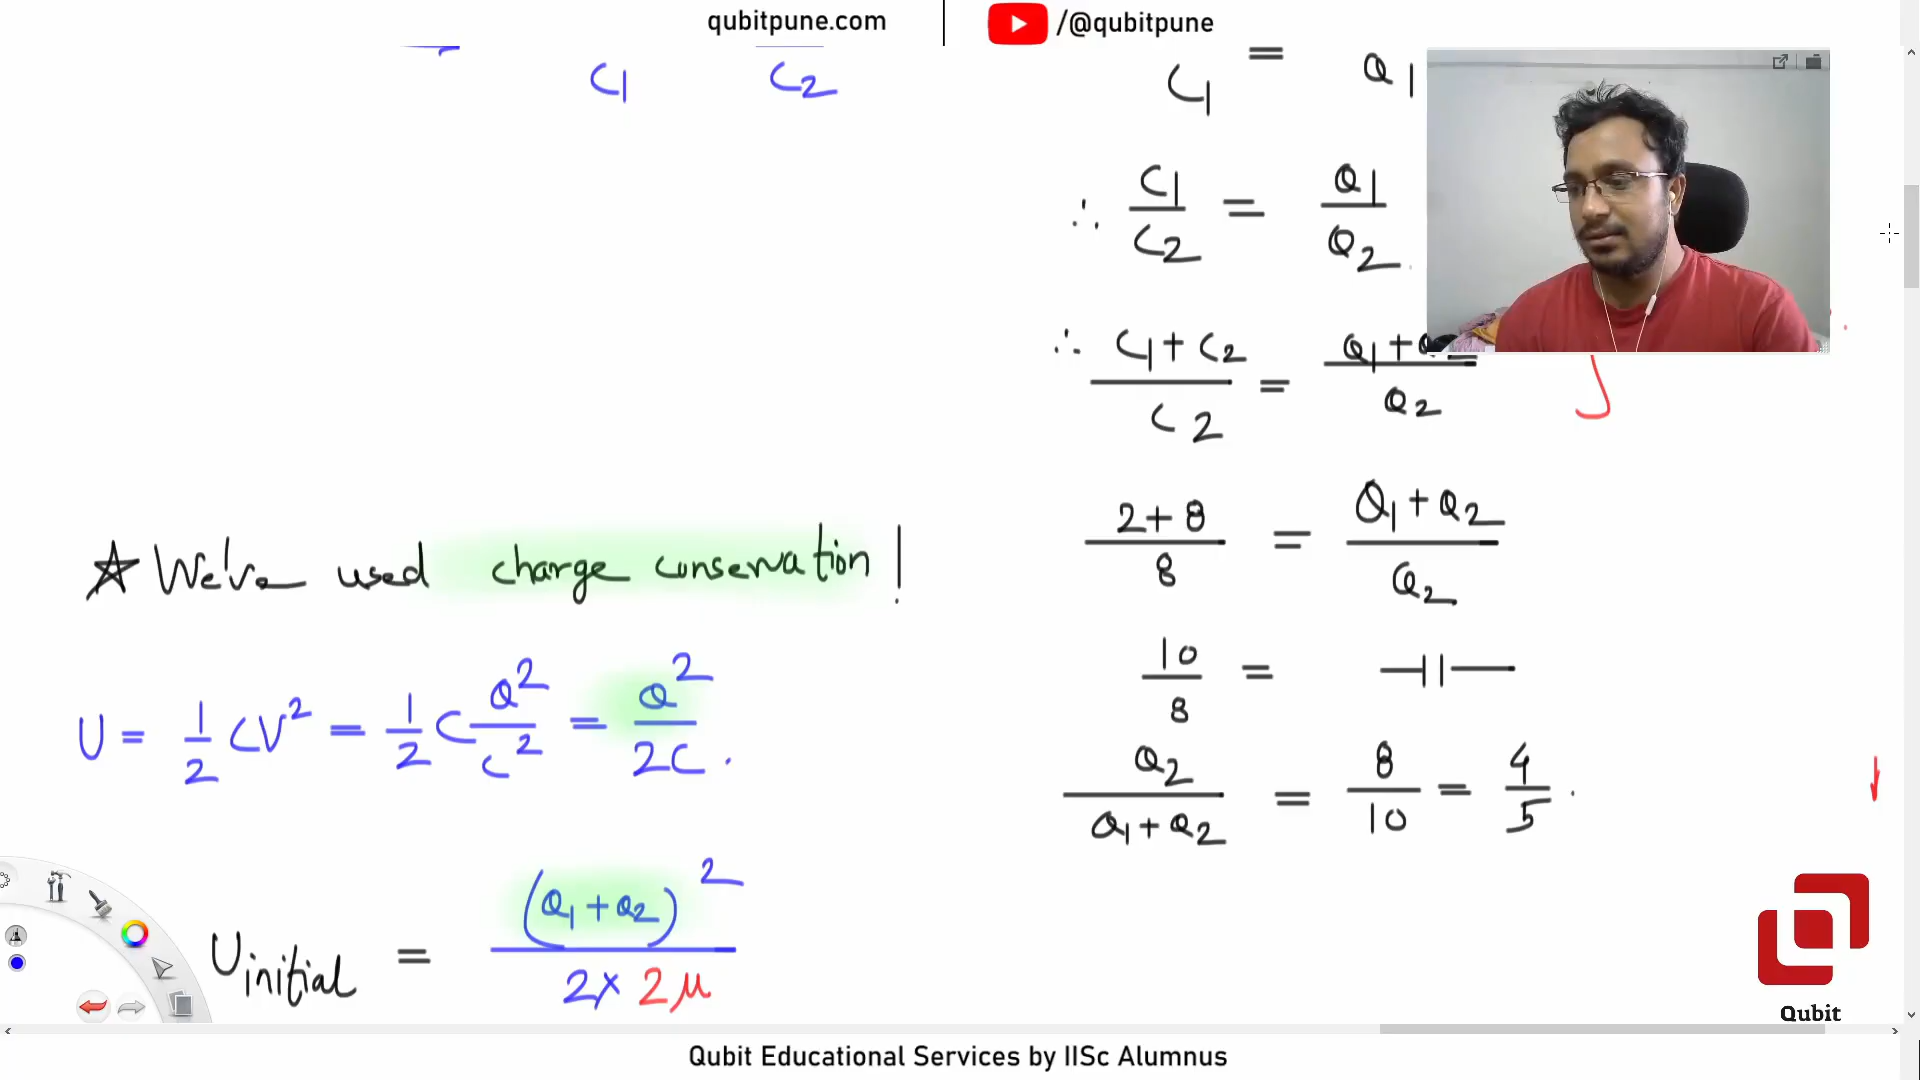 qubitpune.com | /@qubitpune
C1 C2
C1 = Q1
∴ C1/C2 = Q1/Q2
∴ (C1 + C2)/C2 = /Q2
(2 + 8)/8 = (Q1 + Q2)/Q2
10/8 = —||—
Q2/(Q1 + Q2) = 8/10 = 4/5 .
☆ We've used charge conservation !
U = 1/2 CV² = 1/2 C Q²/C² = Q²/2C .
Uinitial = (Q1 + Q2)²/2× 2μ
Qubit
Qubit Educational Services by IISc Alumnus